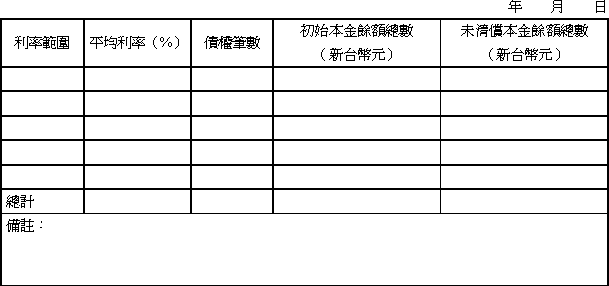 年 月 日
利率範圍 平均利率（%） 債權筆數 初始本金餘額總數 未清償本金餘額總數
（新台幣元） （新台幣元）
總計
備註：